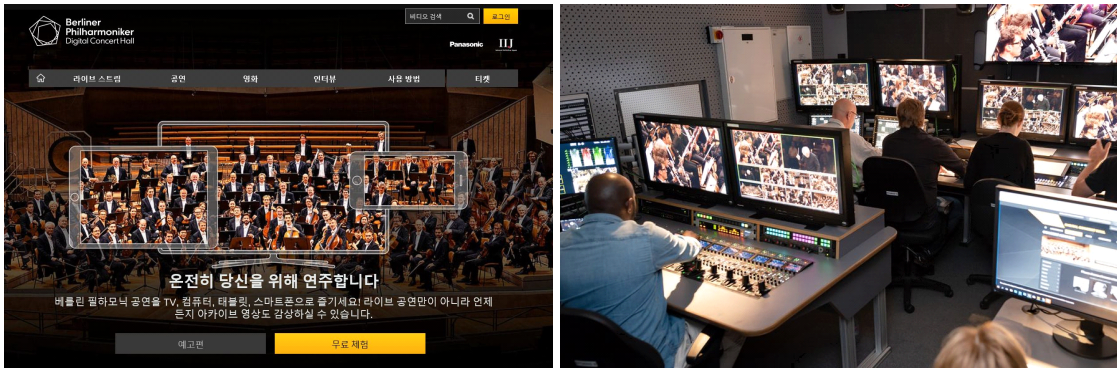 Berliner
Philharmoniker
Digital Concert Hall
비디오 검색
로그인
Panasonic
IIJ
라이브 스트림
공연
영화
인터뷰
사용 방법
티켓
온전히 당신을 위해 연주합니다
베를린 필하모닉 공연을 TV, 컴퓨터, 태블릿, 스마트폰으로 즐기세요! 라이브 공연만이 아니라 언제
든지 아카이브 영상도 감상하실 수 있습니다.
예고편
무료 체험